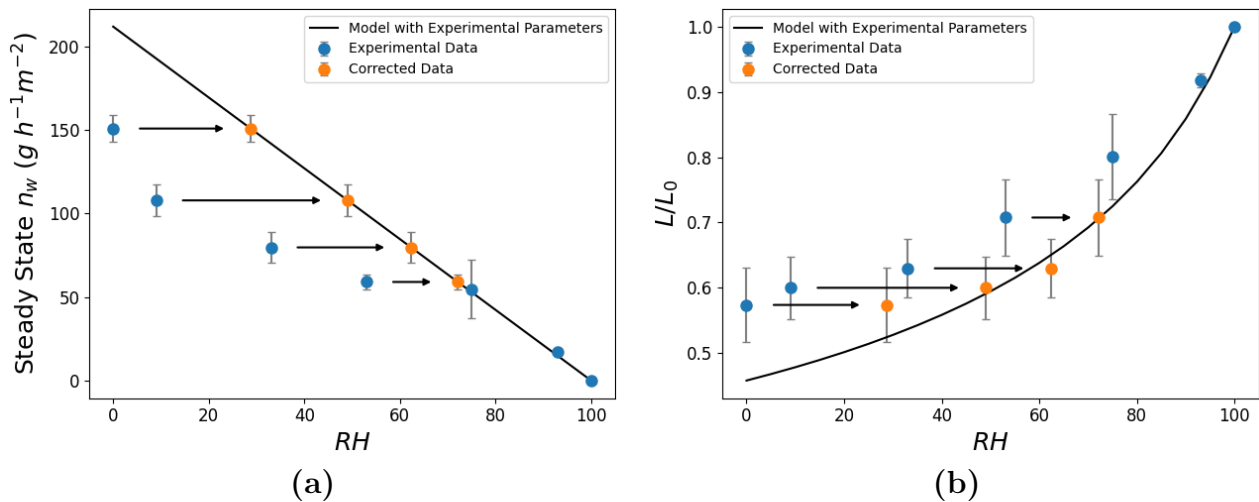 Model with Experimental Parameters
Experimental Data
Corrected Data
Steady State n_w (g h^{-1}m^{-2})
200
150
100
50
0
0 20 40 60 80 100
RH
(a)
Model with Experimental Parameters
Experimental Data
Corrected Data
L/L_0
1.0
0.9
0.8
0.7
0.6
0.5
0 20 40 60 80 100
RH
(b)